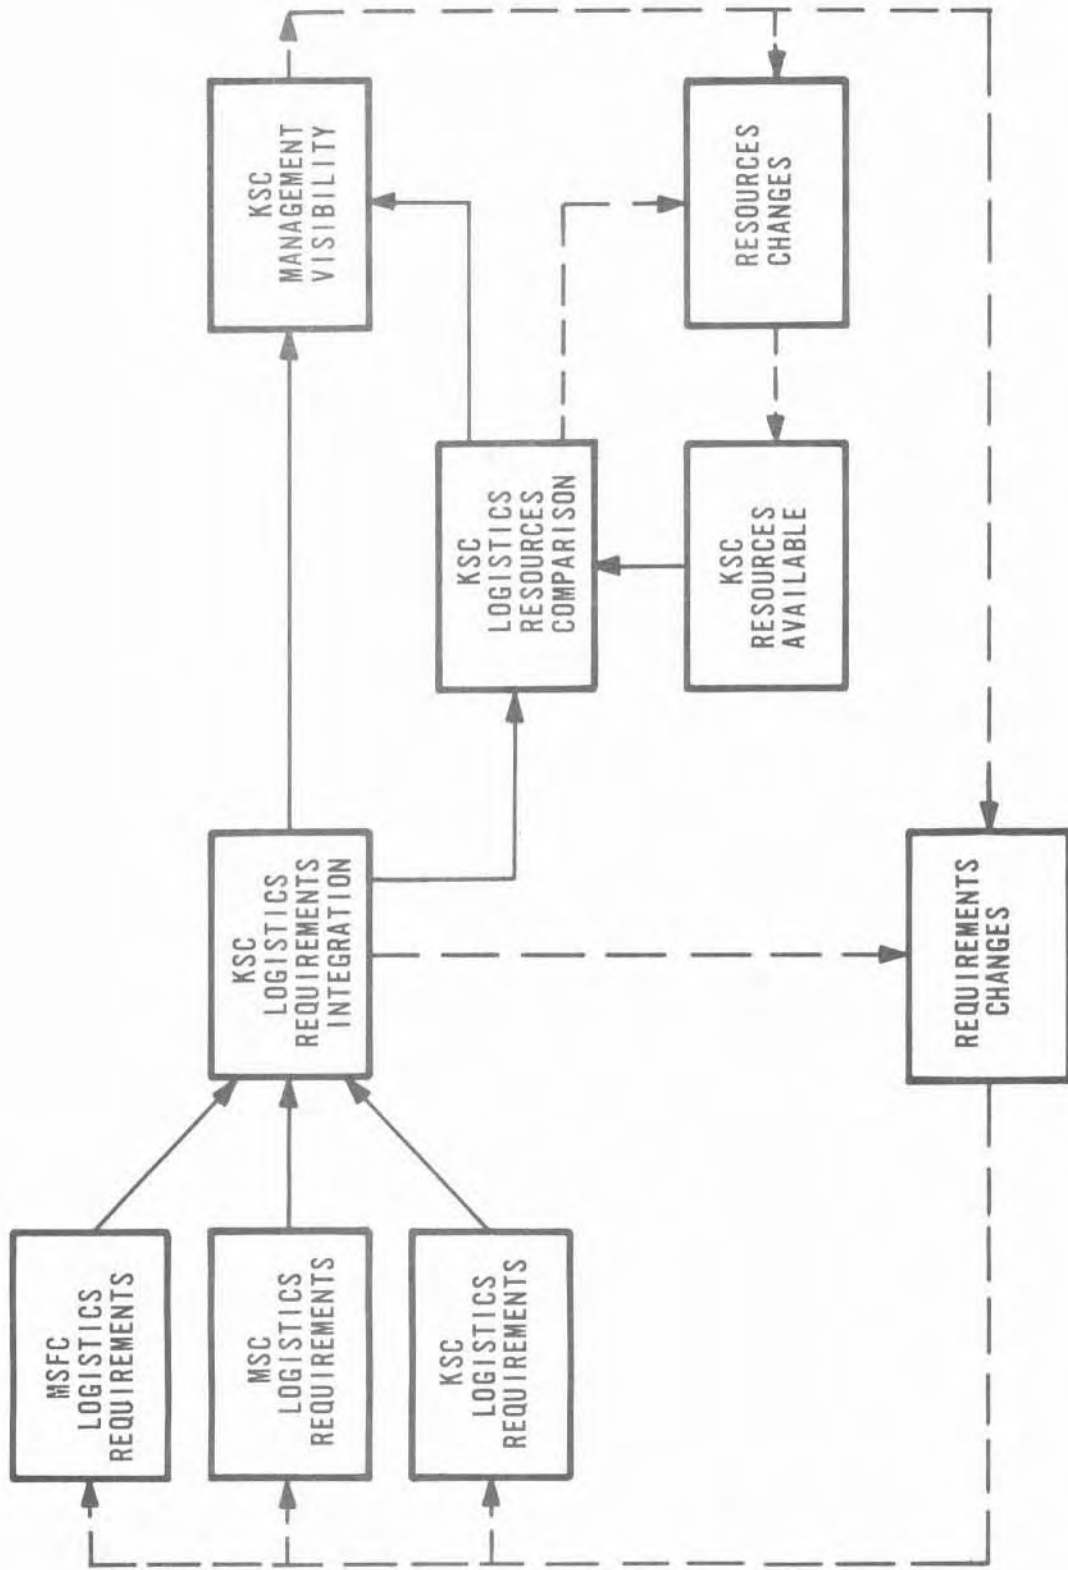 MSFC
LOGISTICS
REQUIREMENTS
MSC
LOGISTICS
REQUIREMENTS
KSC
LOGISTICS
REQUIREMENTS
KSC
LOGISTICS
REQUIREMENTS
INTEGRATION
KSC
MANAGEMENT
VISIBILITY
KSC
LOGISTICS
RESOURCES
COMPARISON
KSC
RESOURCES
AVAILABLE
RESOURCES
CHANGES
REQUIREMENTS
CHANGES